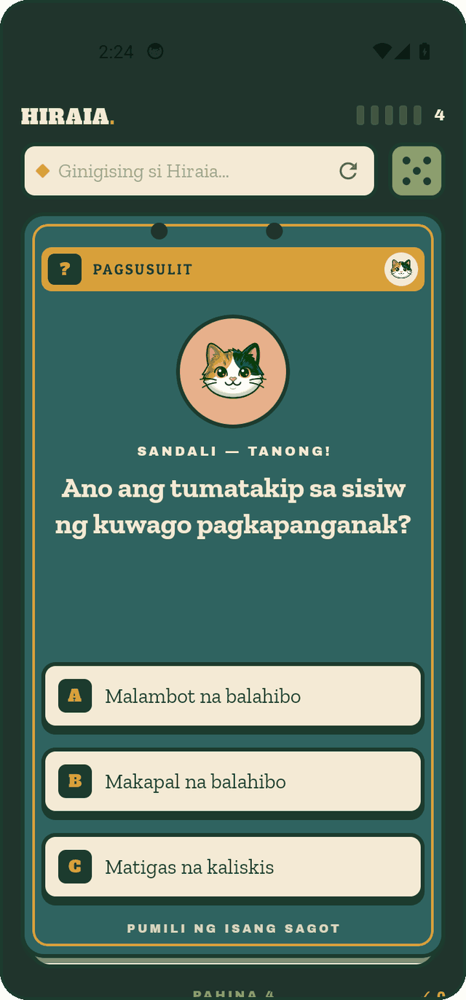 2:24
HIRAIA.
4
Ginigising si Hiraia...
? PAGSUSULIT
SANDALI — TANONG!
Ano ang tumatakip sa sisiw
ng kuwago pagkapanganak?
A Malambot na balahibo
B Makapal na balahibo
C Matigas na kaliskis
PUMILI NG ISANG SAGOT
PAHINA 4